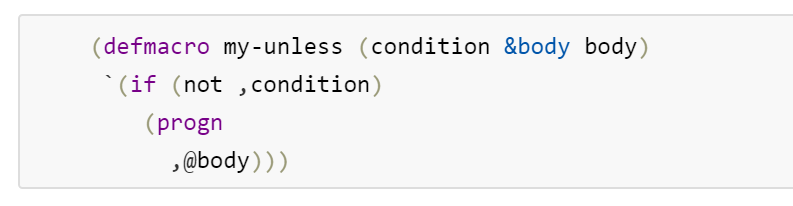 (defmacro my-unless (condition &body body)
`(if (not ,condition)
(progn
,@body)))